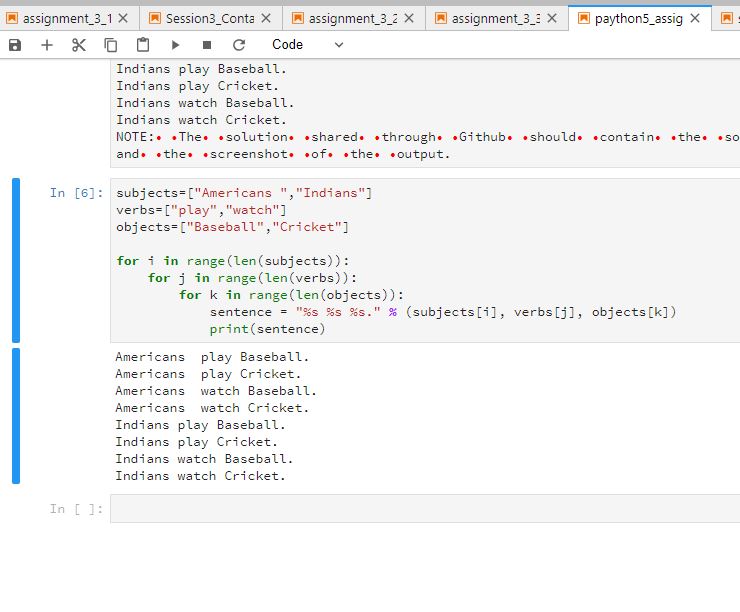 assignment_3_1
Session3_Conta
assignment_3_2
assignment_3_3
paython5_assig
Code
Indians play Baseball.
Indians play Cricket.
Indians watch Baseball.
Indians watch Cricket.
NOTE:• •The• •solution• •shared• •through• •Github• •should• •contain• •the• •so
and• •the• •screenshot• •of• •the• •output.
In [6]:
subjects=["Americans ","Indians"]
verbs=["play","watch"]
objects=["Baseball","Cricket"]
for i in range(len(subjects)):
    for j in range(len(verbs)):
        for k in range(len(objects)):
            sentence = "%s %s %s." % (subjects[i], verbs[j], objects[k])
            print(sentence)
Americans  play Baseball.
Americans  play Cricket.
Americans  watch Baseball.
Americans  watch Cricket.
Indians play Baseball.
Indians play Cricket.
Indians watch Baseball.
Indians watch Cricket.
In [ ]: